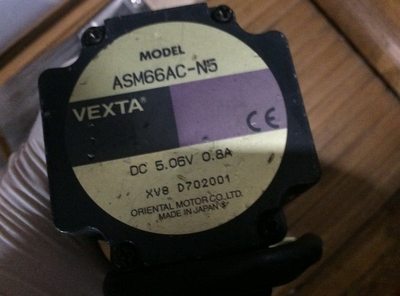 MODEL
ASM66AC-N5
VEXTA®
CE
DC 5.06V 0.8A
XV8 D702001
ORIENTAL MOTOR CO.LTD.
MADE IN JAPAN